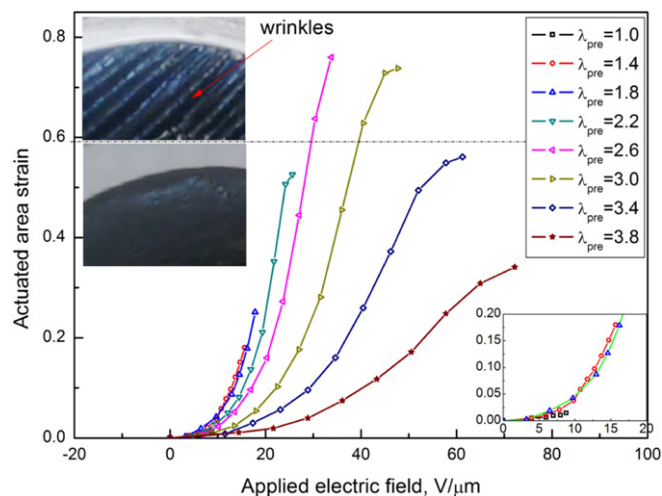 wrinkles
λpre=1.0
λpre=1.4
λpre=1.8
λpre=2.2
λpre=2.6
λpre=3.0
λpre=3.4
λpre=3.8
Actuated area strain
0.8
0.6
0.4
0.2
0.0
-20 0 20 40 60 80 100
Applied electric field, V/μm
0.20
0.15
0.10
0.05
0.00
0 5 10 15 20